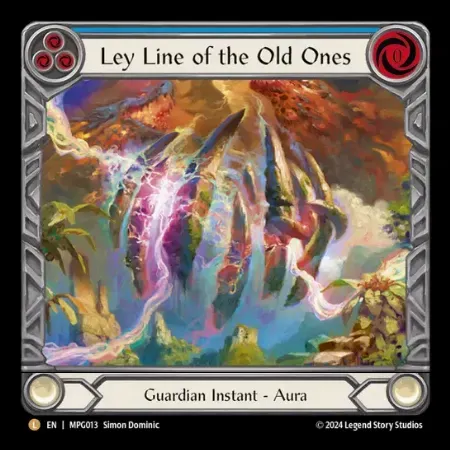 Ley Line of the Old Ones
Guardian Instant - Aura
L EN | MPG013 Simon Dominic
© 2024 Legend Story Studios